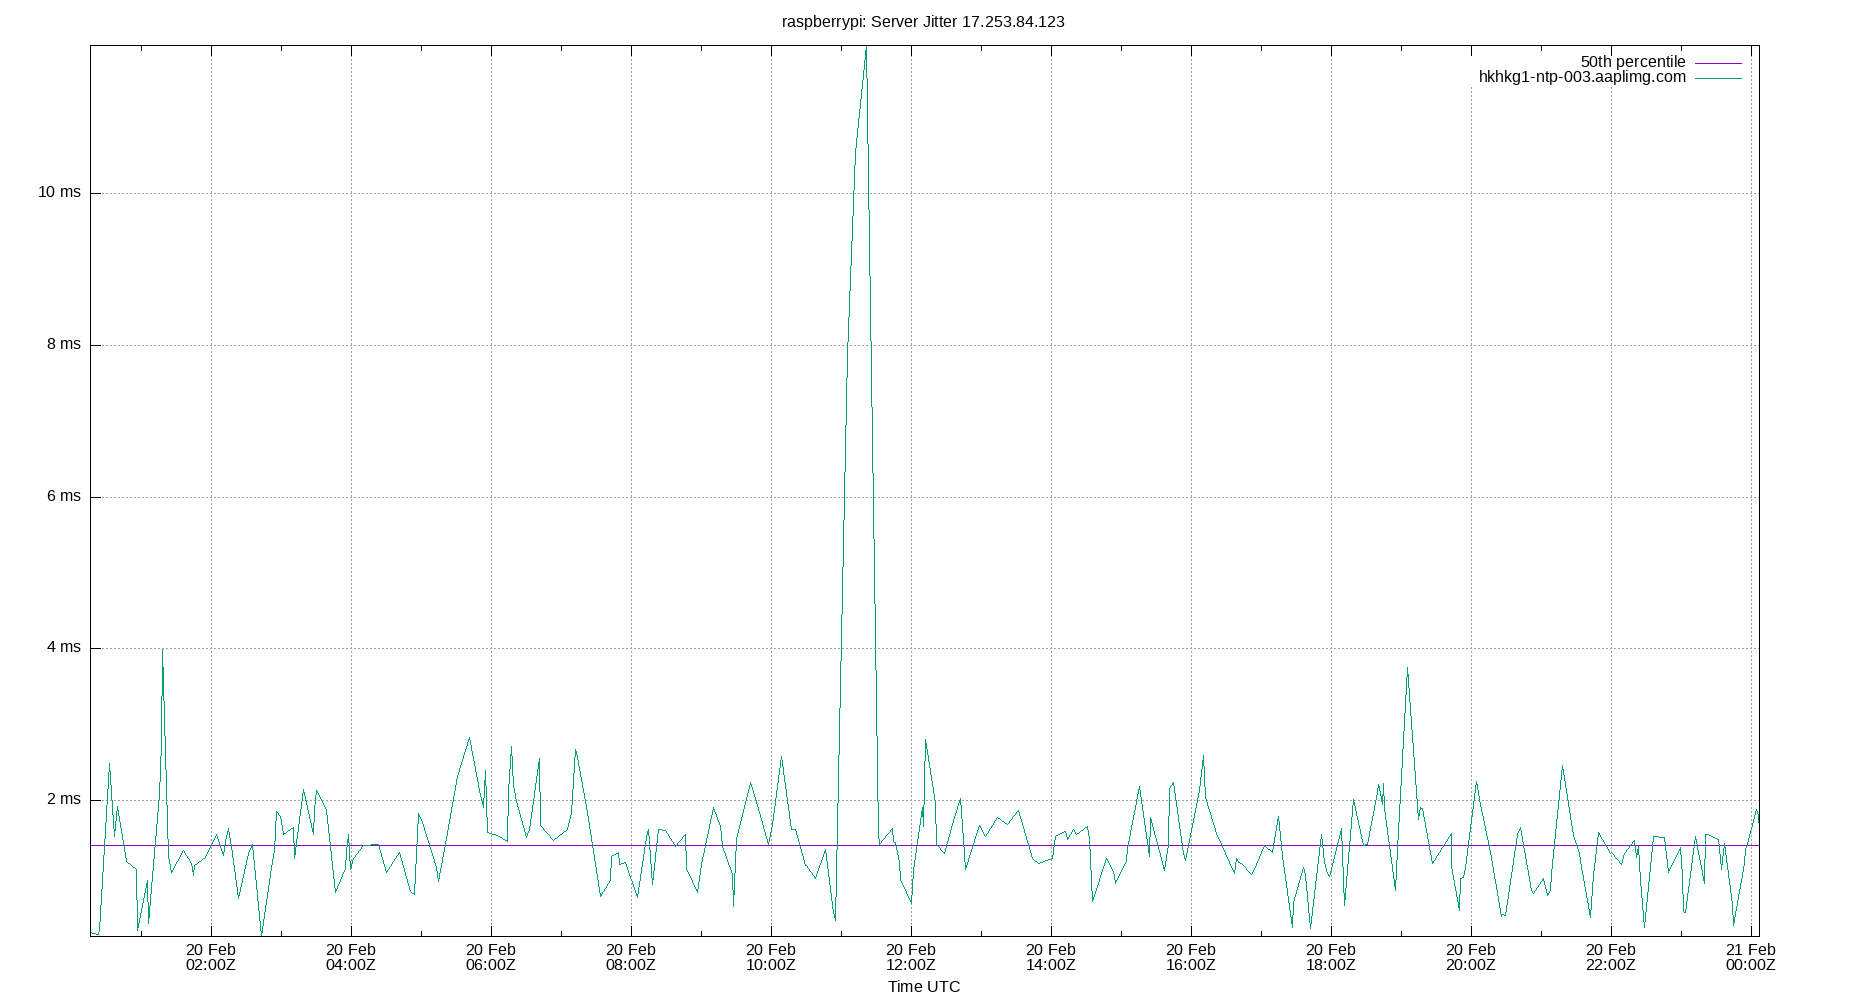 raspberrypi: Server Jitter 17.253.84.123
50th percentile
hkhkg1-ntp-003.aaplimg.com
10 ms
8 ms
6 ms
4 ms
2 ms
20 Feb 20 Feb 20 Feb 20 Feb 20 Feb 20 Feb 20 Feb 20 Feb 20 Feb 20 Feb 20 Feb 21 Feb
02:00Z 04:00Z 06:00Z 08:00Z 10:00Z 12:00Z 14:00Z 16:00Z 18:00Z 20:00Z 22:00Z 00:00Z
Time UTC